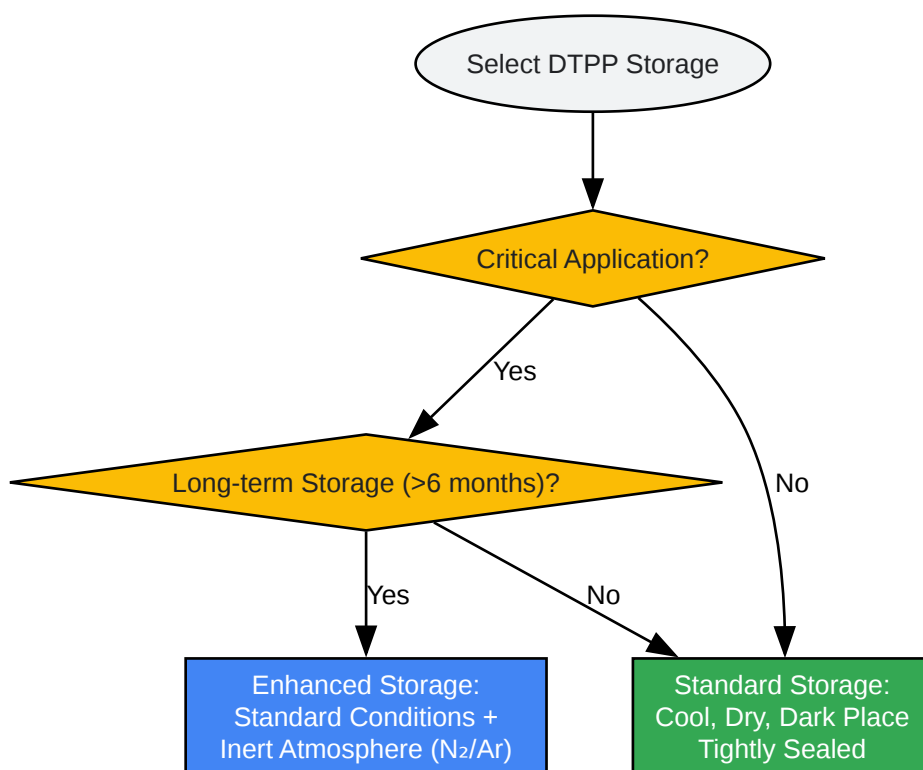 Select DTPP Storage
Critical Application?
Yes
Long-term Storage (>6 months)?
No
Yes
No
Enhanced Storage:
Standard Conditions +
Inert Atmosphere (N₂/Ar)
Standard Storage:
Cool, Dry, Dark Place
Tightly Sealed